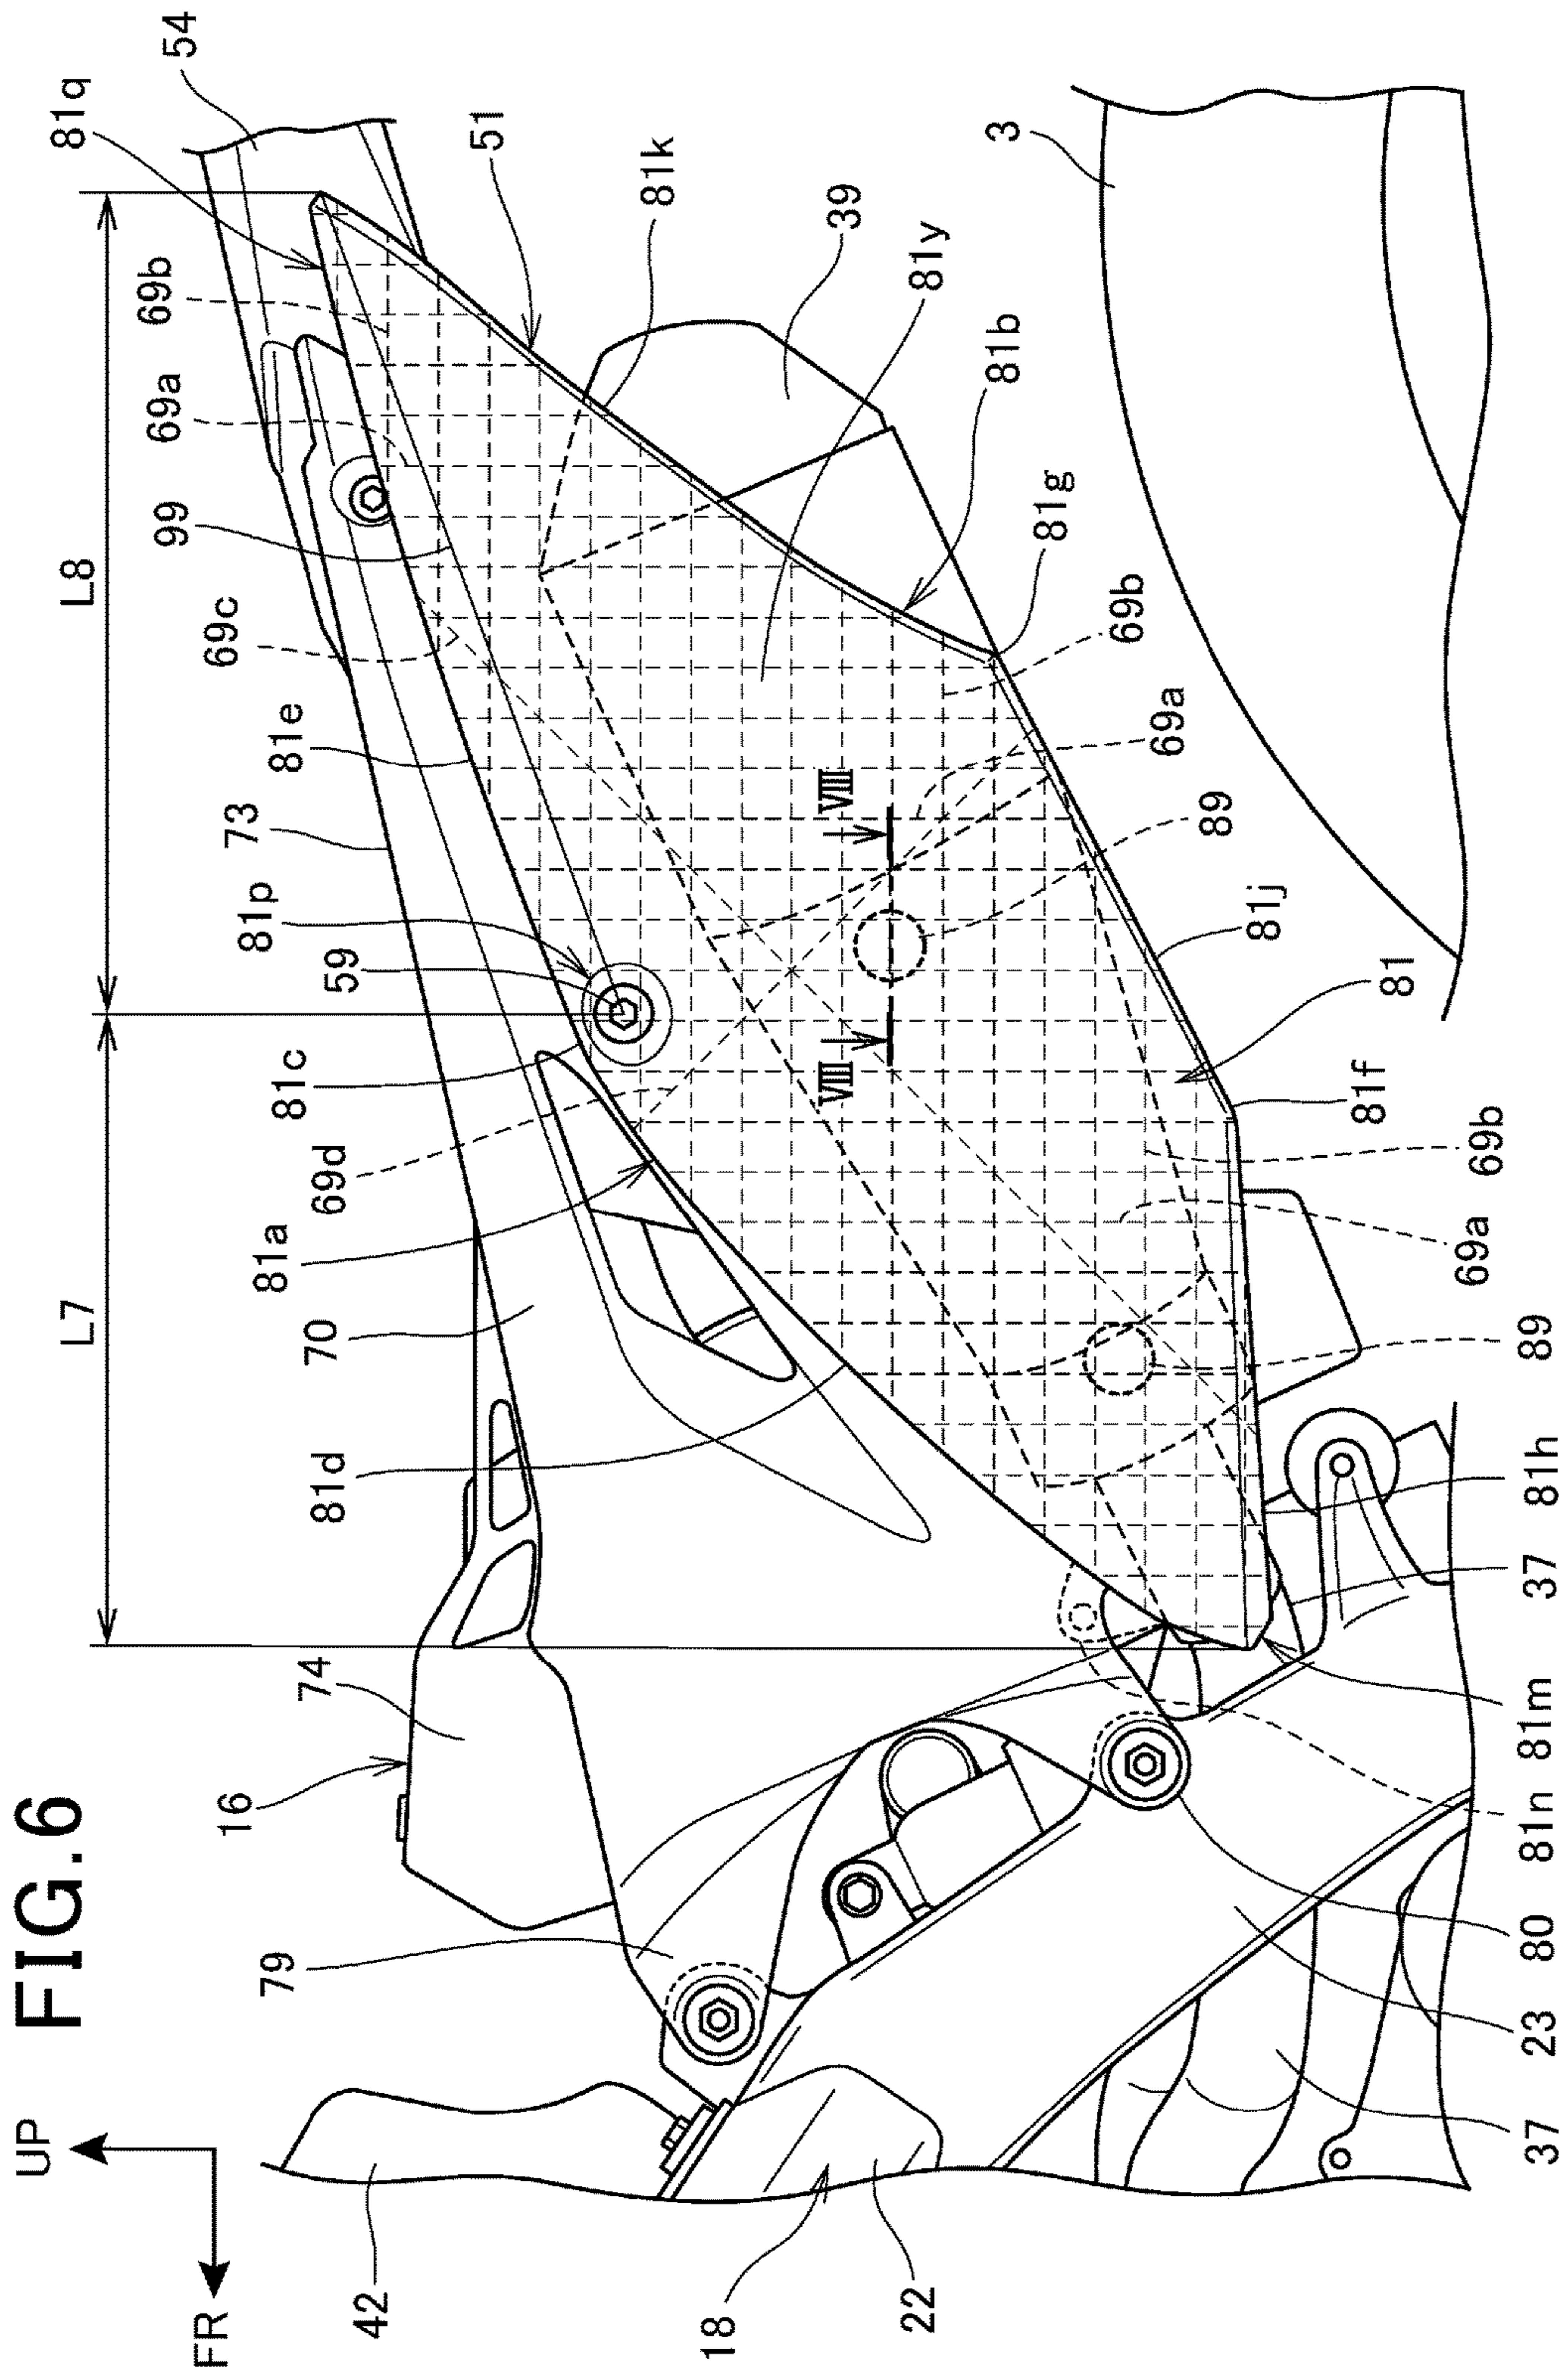 FIG.6
UP
FR
L7
L8
54
81q
51
81k
3
69b
39
69a
81y
99
81b
69c
81g
69b
81e
69a
73
VIII
89
81p
59
81j
81c
VIII
81
69d
81f
81a
69b
70
69a
89
81d
81h
37
74
81m
16
81n
79
80
23
37
42
18
22